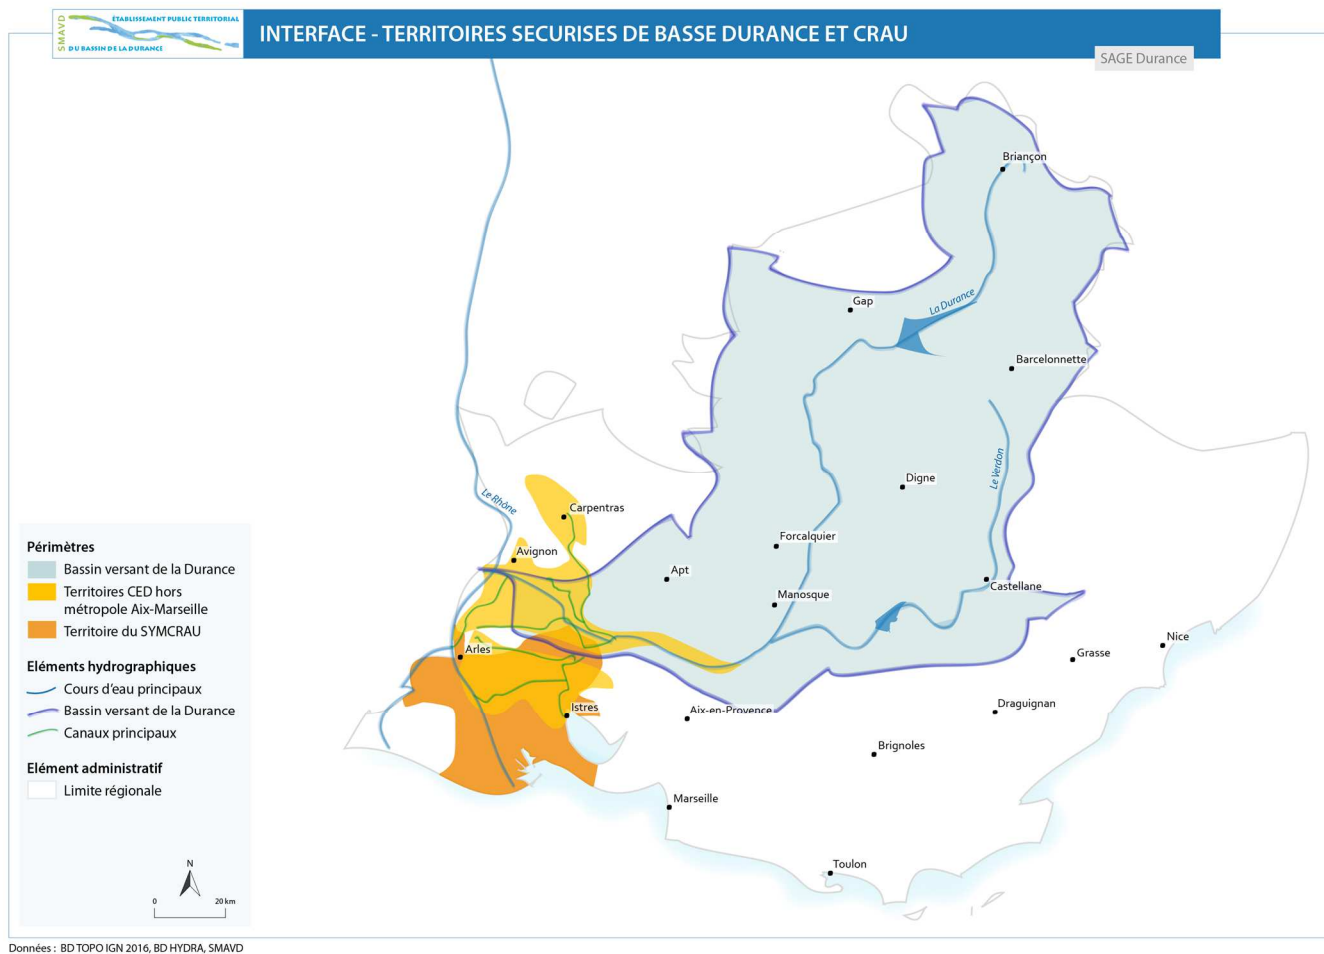 SMAVD
ÉTABLISSEMENT PUBLIC TERRITORIAL
DU BASSIN DE LA DURANCE
INTERFACE - TERRITOIRES SECURISES DE BASSE DURANCE ET CRAU
SAGE Durance
Briançon
La Durance
Gap
Barcelonnette
Le Verdon
Digne
Le Rhône
Carpentras
Forcalquier
Avignon
Apt
Castellane
Manosque
Nice
Arles
Grasse
Istres
Aix-en-Provence
Draguignan
Brignoles
Marseille
Toulon
Périmètres
Bassin versant de la Durance
Territoires CED hors
métropole Aix-Marseille
Territoire du SYMCRAU
Eléments hydrographiques
Cours d'eau principaux
Bassin versant de la Durance
Canaux principaux
Elément administratif
Limite régionale
N
0 20 km
Données : BD TOPO IGN 2016, BD HYDRA, SMAVD